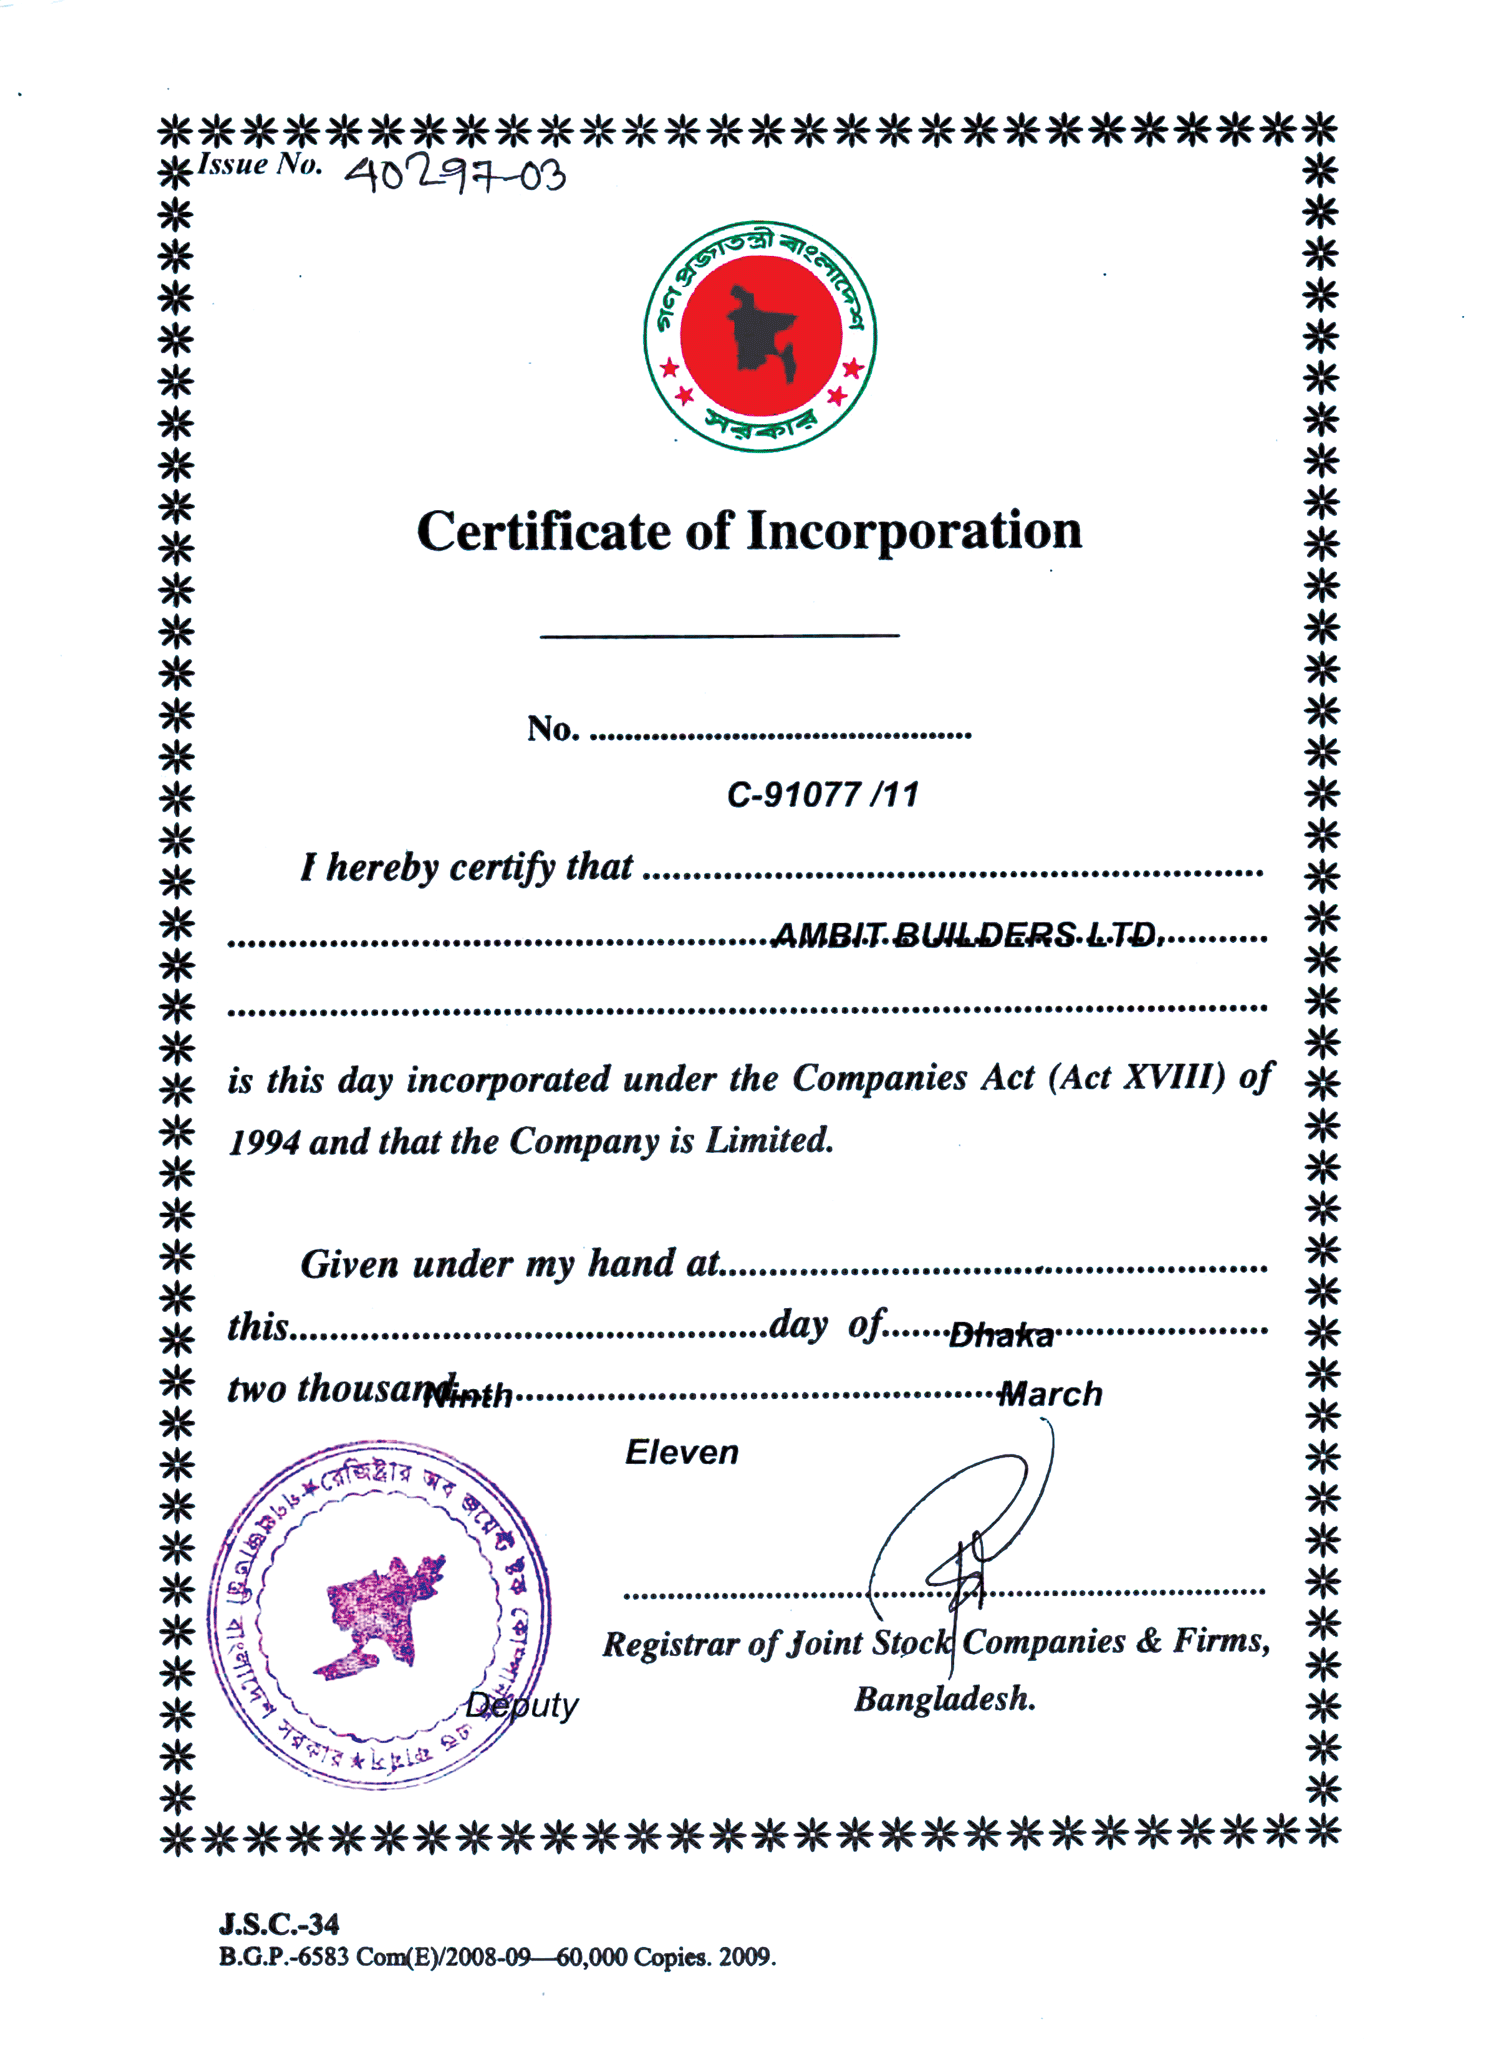 Issue No. 40297-03
গণ প্রজাতন্ত্রী বাংলাদেশ
সরকার
Certificate of Incorporation
No. ..........................................
C-91077 /11
I hereby certify that ..............................................................
AMBIT BUILDERS LTD.
is this day incorporated under the Companies Act (Act XVIII) of
1994 and that the Company is Limited.
Given under my hand at......................................................
this................................................day of......Dhaka.....................
two thousand Ninth................................................March
Eleven
রেজিষ্ট্রার অব জয়েন্ট ষ্টক কোম্পানিজ এন্ড ফার্মস্
গণপ্রজাতন্ত্রী বাংলাদেশ সরকার
Registrar of Joint Stock Companies & Firms,
Deputy
Bangladesh.
J.S.C.-34
B.G.P.-6583 Com(E)/2008-09—60,000 Copies. 2009.